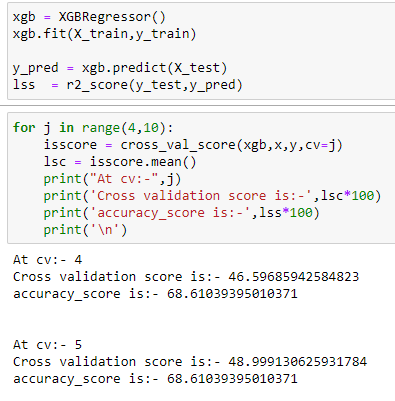 xgb = XGBRegressor()
xgb.fit(X_train,y_train)
y_pred = xgb.predict(X_test)
lss  = r2_score(y_test,y_pred)
for j in range(4,10):
    isscore = cross_val_score(xgb,x,y,cv=j)
    lsc = isscore.mean()
    print("At cv:-",j)
    print('Cross validation score is:-',lsc*100)
    print('accuracy_score is:-',lss*100)
    print('\n')
At cv:- 4
Cross validation score is:- 46.59685942584823
accuracy_score is:- 68.61039395010371
At cv:- 5
Cross validation score is:- 48.999130625931784
accuracy_score is:- 68.61039395010371